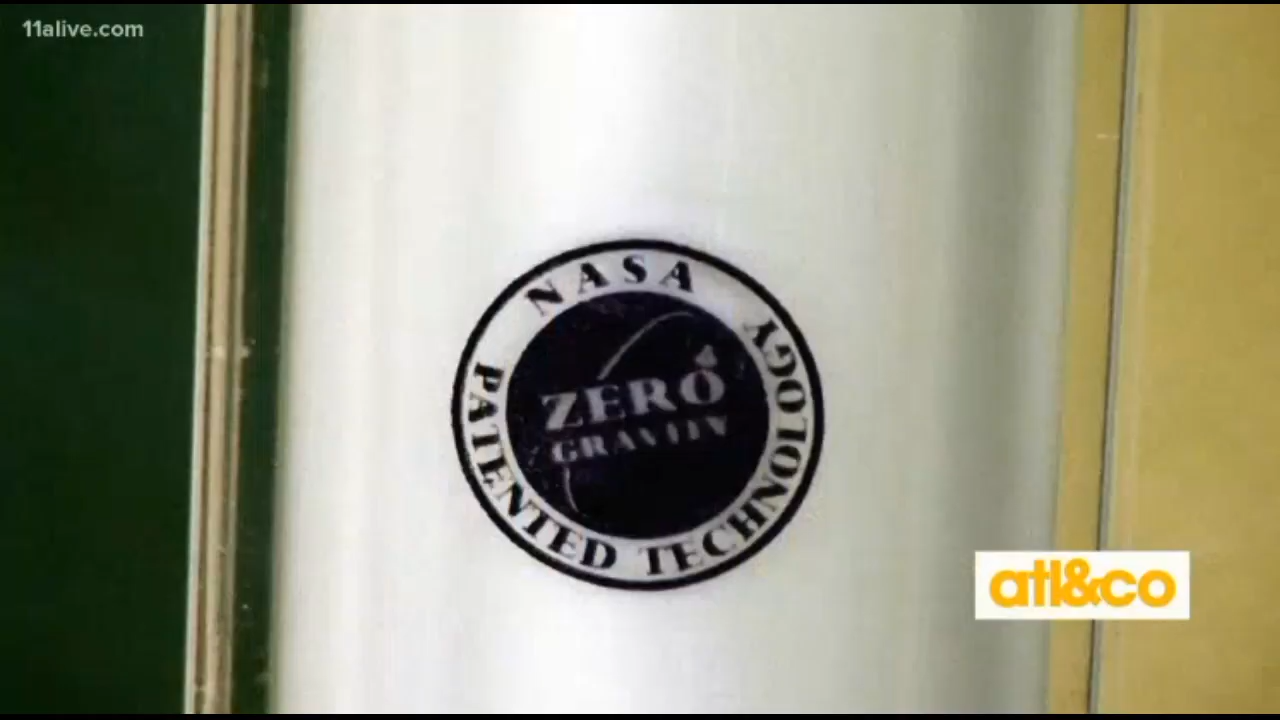 11alive.com
NASA
PATENTED TECHNOLOGY
ZERO
GRAVITY
atl&co